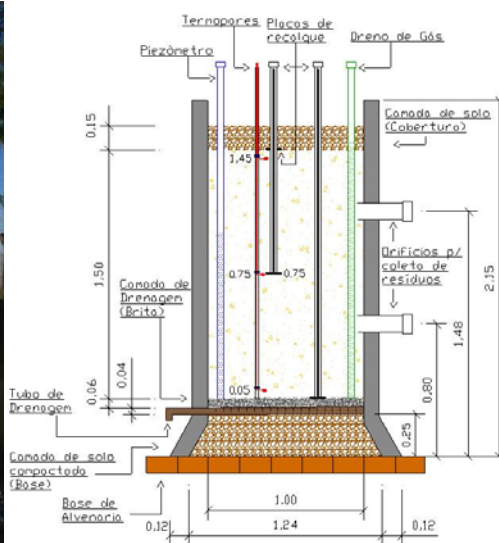 Termopares
Placas de
recalque
Dreno de Gás
Piezômetro
Camada de solo
(Cobertura)
0.15
1.45
1.50
0.75
0.75
Orifícios p/
coleta de
resíduos
2.15
1.48
Camada de
Drenagem
(Brita)
0.04
0.06
0.05
0.80
0.25
Tubo de
Drenagem
Camada de solo
compactado
(Base)
Base de
Alvenaria
1.00
0.12
1.24
0.12